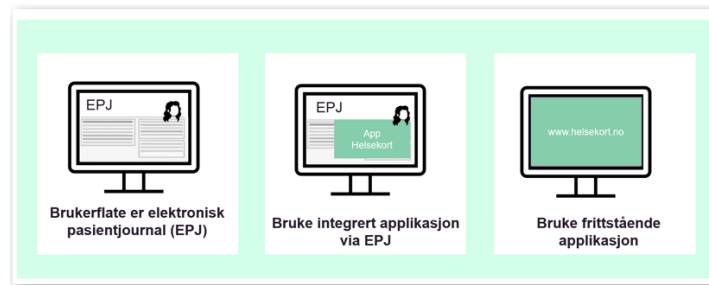 EPJ
Brukerflate er elektronisk
pasientjournal (EPJ)
EPJ
App
Helsekort
Bruke integrert applikasjon
via EPJ
www.helsekort.no
Bruke frittstående
applikasjon